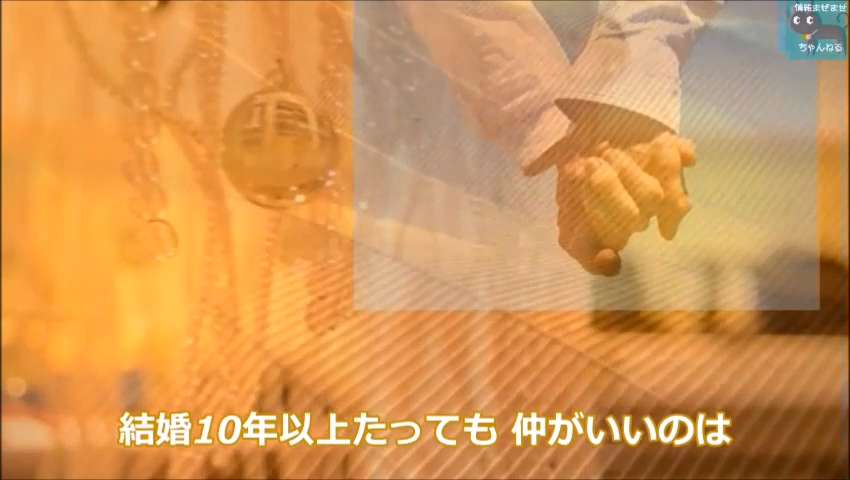 情報まぜまぜ
ちゃんねる
結婚10年以上たっても 仲がいいのは